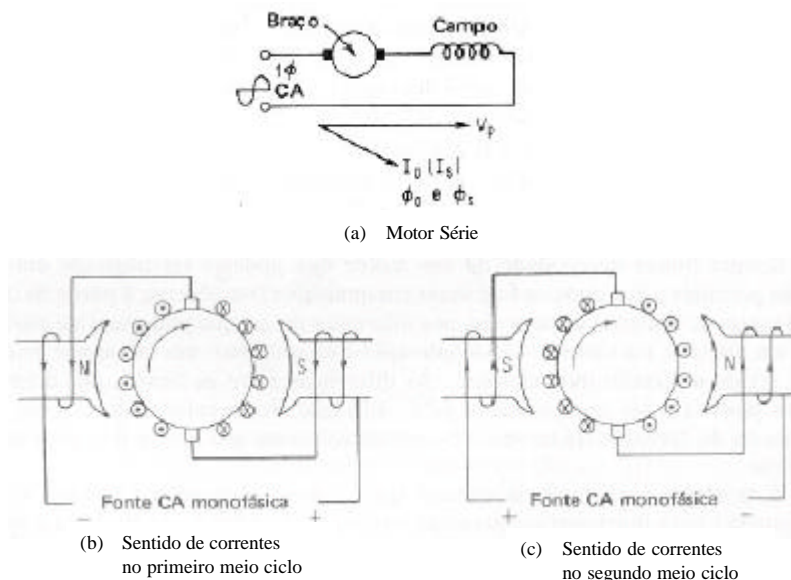 Braço
Campo
1ϕ
CA
Vp
I₀ (Iₛ)
ϕ₀ e ϕₛ
(a) Motor Série
N
S
S
N
Fonte CA monofásica
- +
Fonte CA monofásica
+ -
(b) Sentido de correntes
no primeiro meio ciclo
(c) Sentido de correntes
no segundo meio ciclo